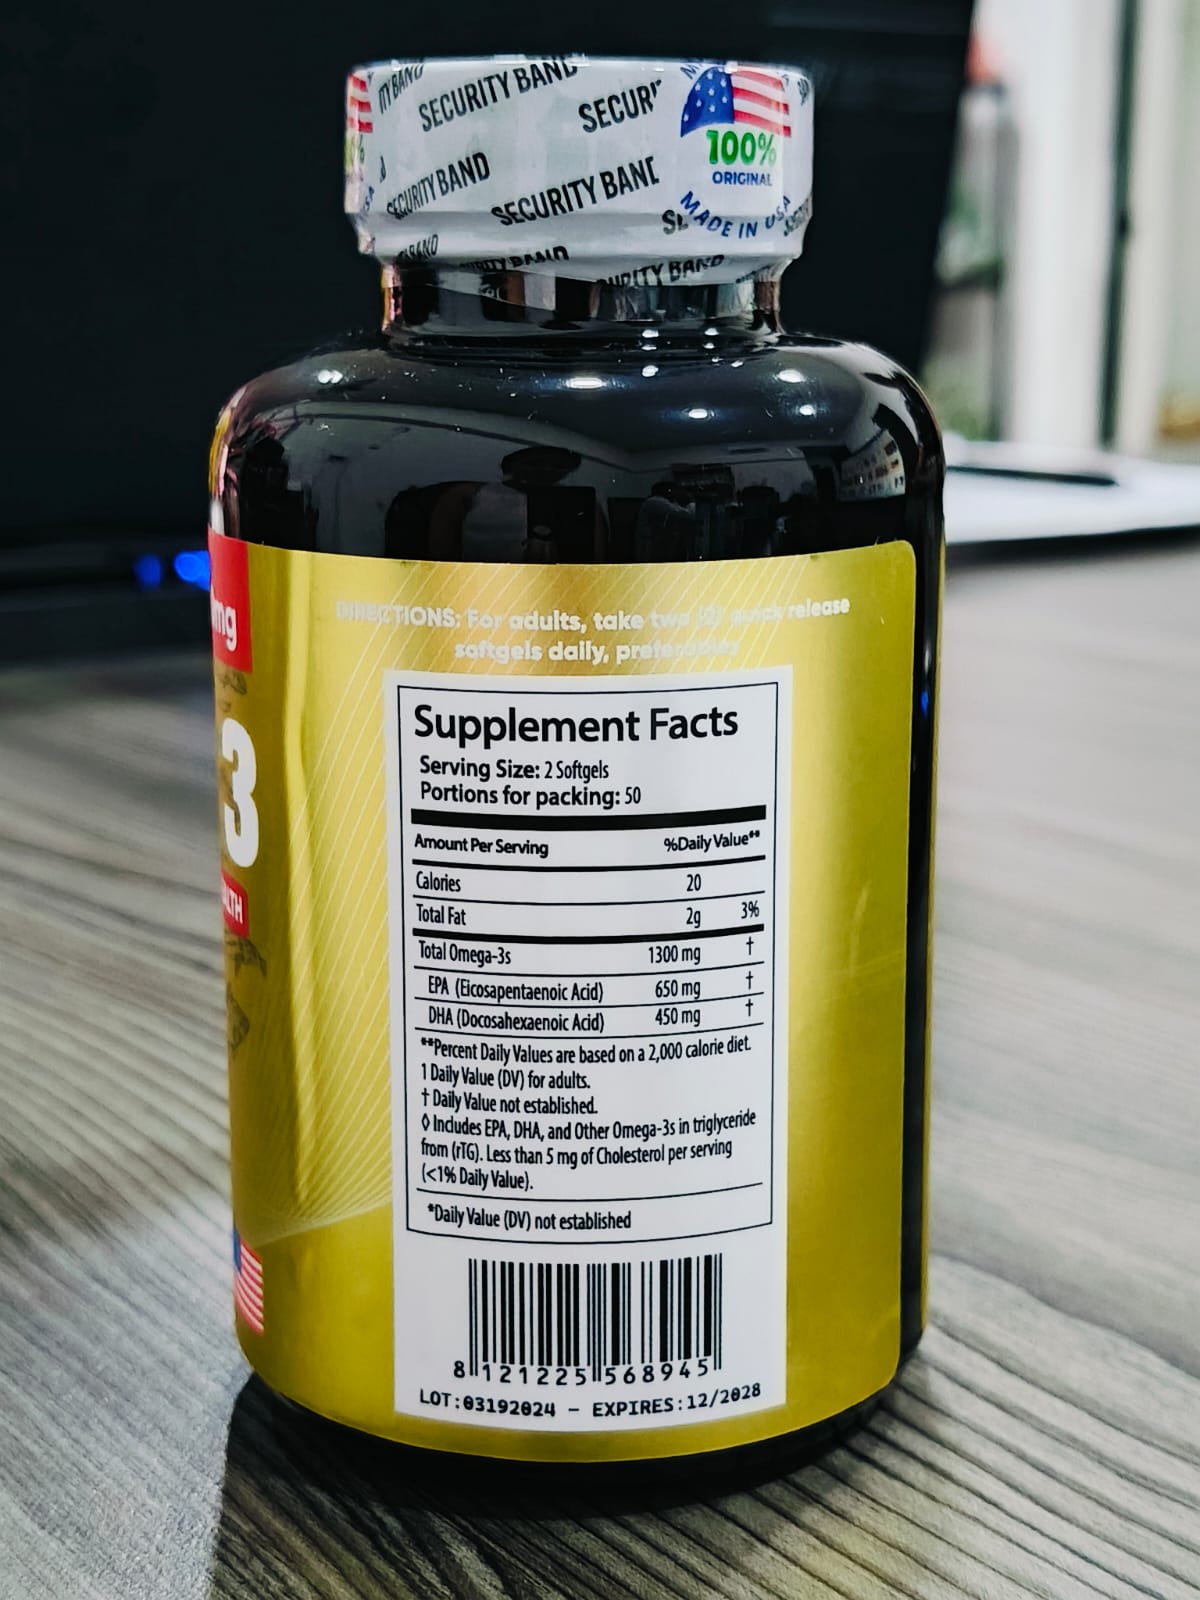 SECURITY BAND
SECURITY BAND
SECURITY BAND
100%
ORIGINAL
MADE IN USA
DIRECTIONS: For adults, take two (2) quick release
softgels daily, preferably
mg
3
Supplement Facts
Serving Size: 2 Softgels
Portions for packing: 50
Amount Per Serving %Daily Value**
Calories 20
Total Fat 2g 3%
Total Omega-3s 1300 mg †
EPA (Eicosapentaenoic Acid) 650 mg †
DHA (Docosahexaenoic Acid) 450 mg †
**Percent Daily Values are based on a 2,000 calorie diet.
1 Daily Value (DV) for adults.
† Daily Value not established.
◊ Includes EPA, DHA, and Other Omega-3s in triglyceride
from (rTG). Less than 5 mg of Cholesterol per serving
(<1% Daily Value).
*Daily Value (DV) not established
8 121225 568945
LOT:03192024 - EXPIRES:12/2028